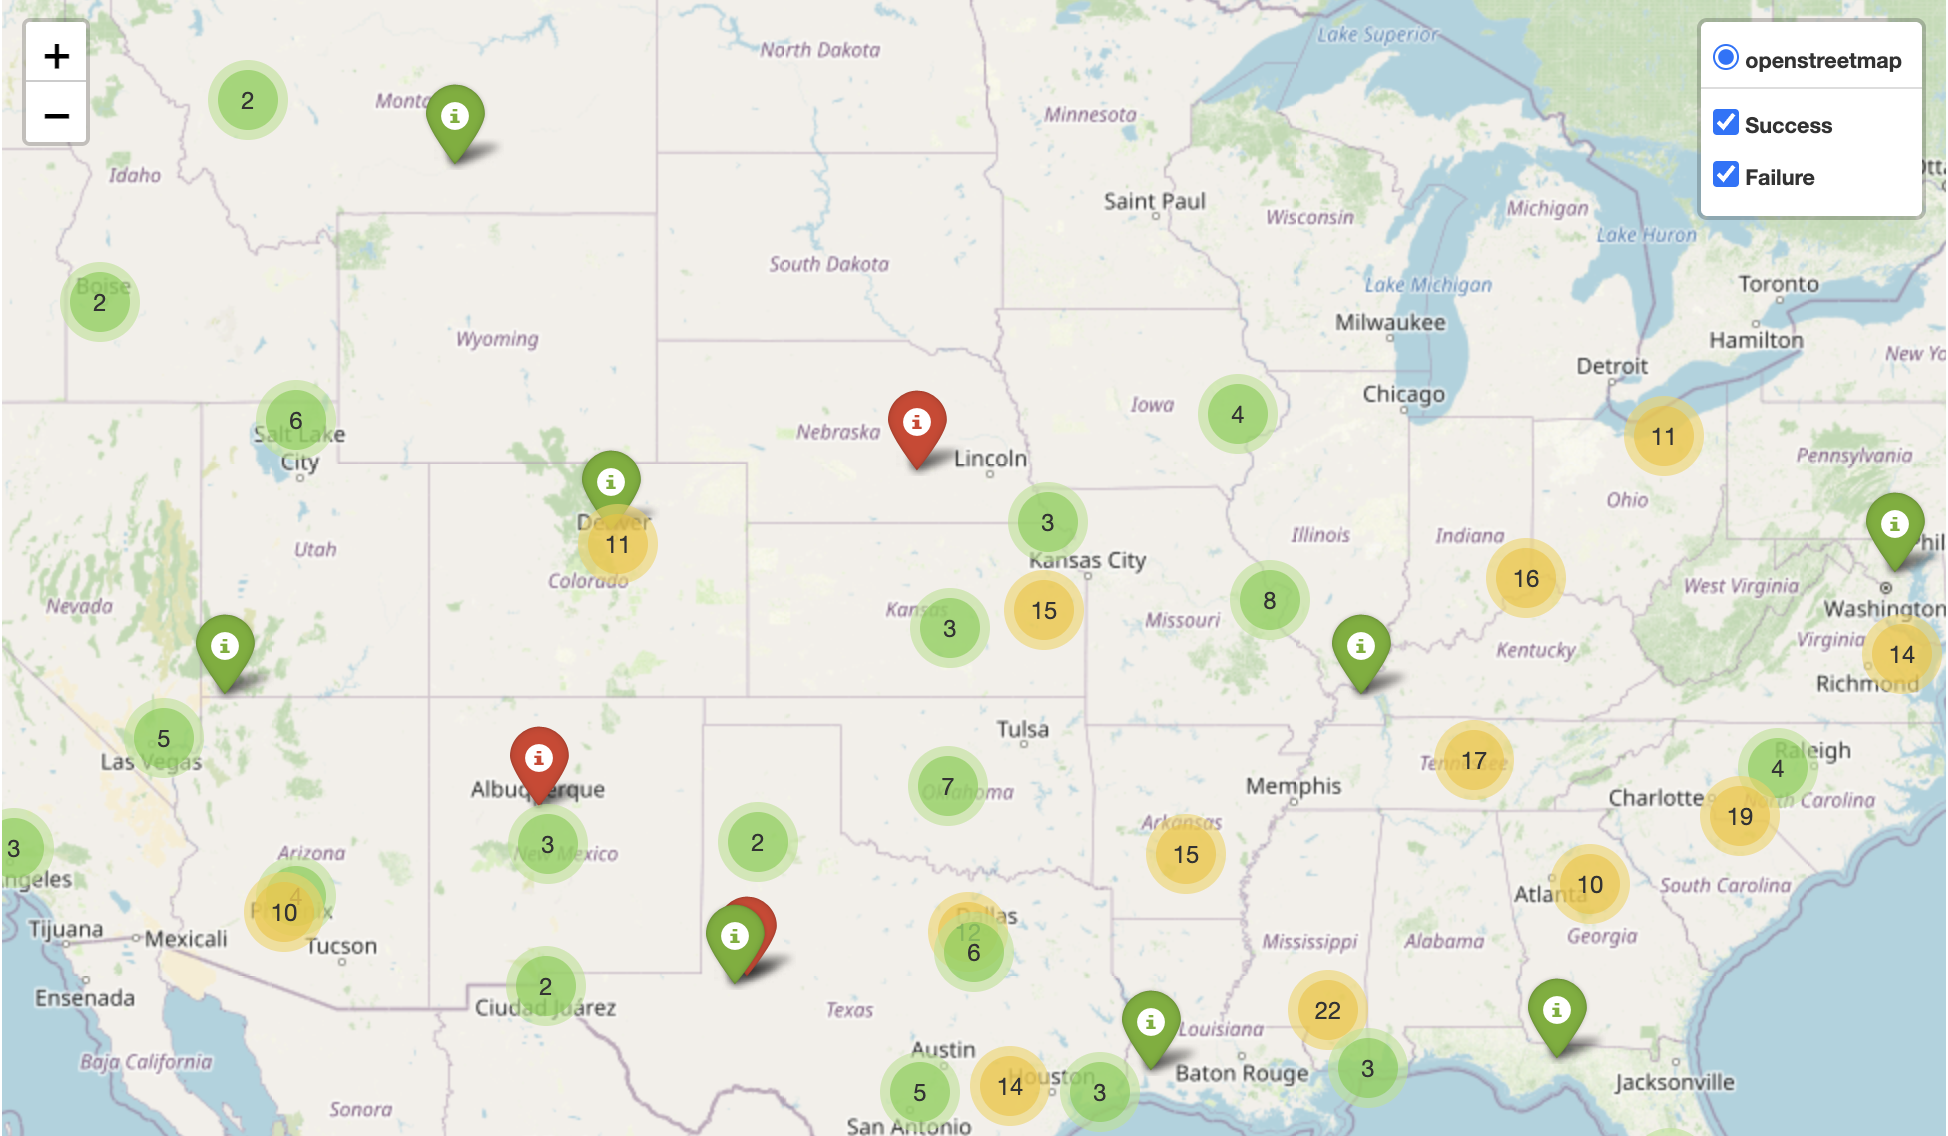 +
−
openstreetmap
Success
Failure
North Dakota
Lake Superior
2
Minnesota
Idaho
Saint Paul
Wisconsin
Michigan
Lake Huron
South Dakota
Toronto
Boise
2
Lake Michigan
Milwaukee
Wyoming
Hamilton
Detroit
Chicago
Iowa
4
6
Salt Lake
City
Nebraska
Lincoln
11
Pennsylvania
Ohio
3
Denver
11
Utah
Colorado
Kansas City
Illinois
Indiana
16
West Virginia
Nevada
Kansas
3
15
8
Missouri
Kentucky
Washington
Virginia
14
Richmond
5
Las Vegas
Tulsa
17
Tennessee
Raleigh
4
Albuquerque
7
Oklahoma
Memphis
Charlotte
North Carolina
19
3
Arizona
3
New Mexico
2
Arkansas
15
4
10
Phoenix
Atlanta
10
South Carolina
Tijuana
Mexicali
Tucson
Dallas
12
6
Mississippi
Alabama
Georgia
Ensenada
2
Ciudad Juárez
Texas
Louisiana
22
Baja California
Austin
Baton Rouge
3
Jacksonville
5
14
Houston
3
Sonora
San Antonio